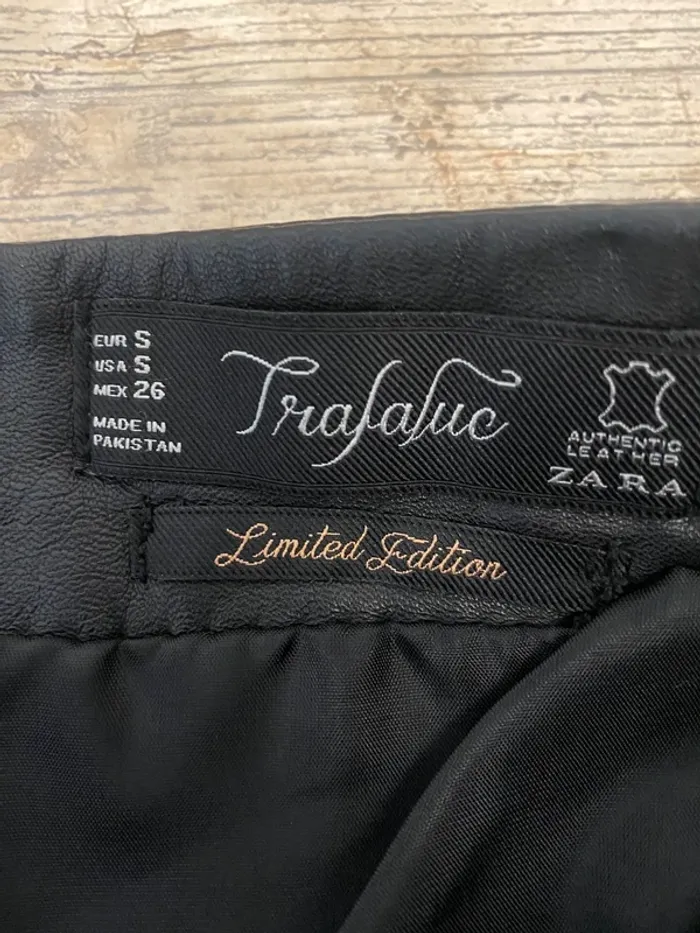 EUR S
USA S
MEX 26
MADE IN
PAKISTAN
Trafaluc
AUTHENTIC
LEATHER
ZARA
Limited Edition